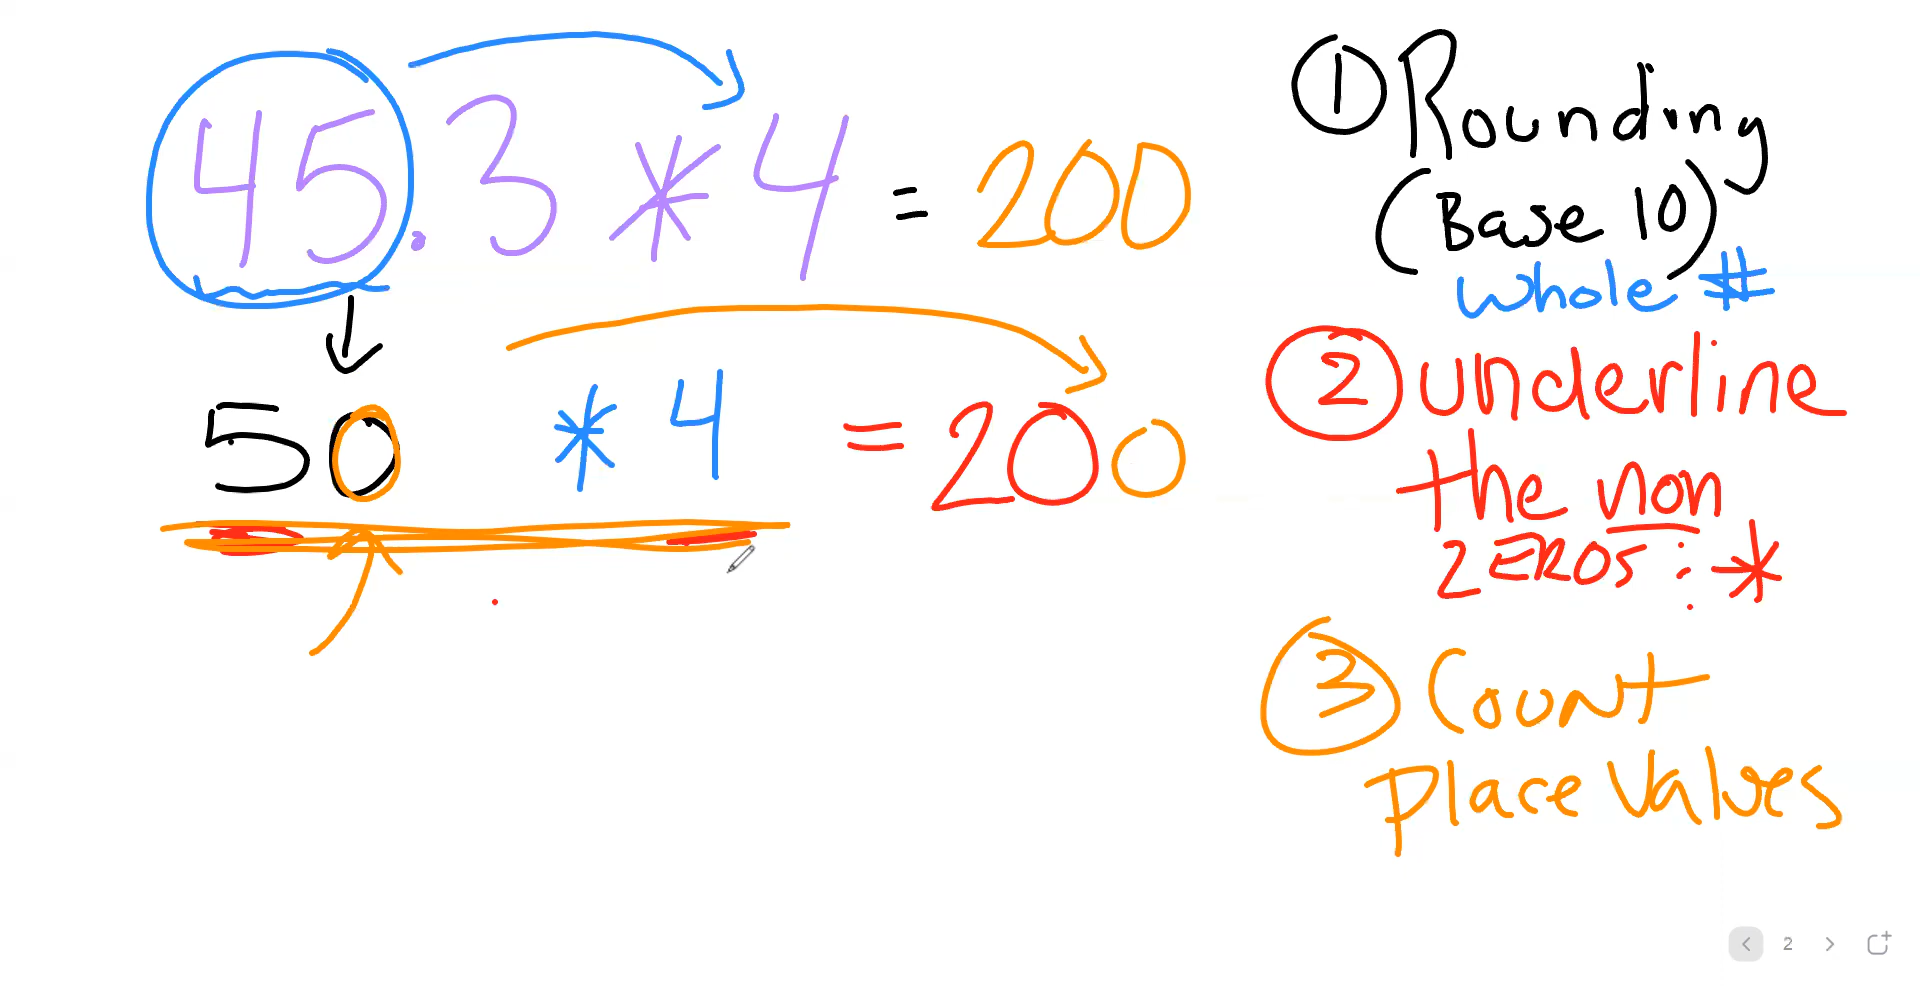 45.3 * 4 = 200
50 * 4 = 200
① Rounding
(Base 10)
whole #
② underline
the non
ZEROS: *
③ Count
Place Values
2